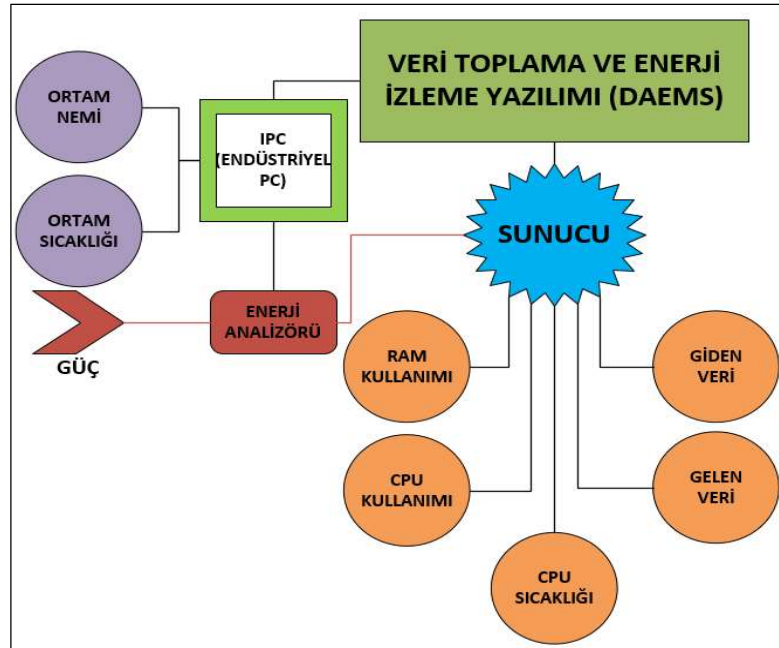 VERİ TOPLAMA VE ENERJİ
İZLEME YAZILIMI (DAEMS)
ORTAM
NEMİ
IPC
(ENDÜSTRİYEL
PC)
ORTAM
SICAKLIĞI
SUNUCU
ENERJİ
ANALİZÖRÜ
GÜÇ
RAM
KULLANIMI
GİDEN
VERİ
CPU
KULLANIMI
GELEN
VERİ
CPU
SICAKLIĞI